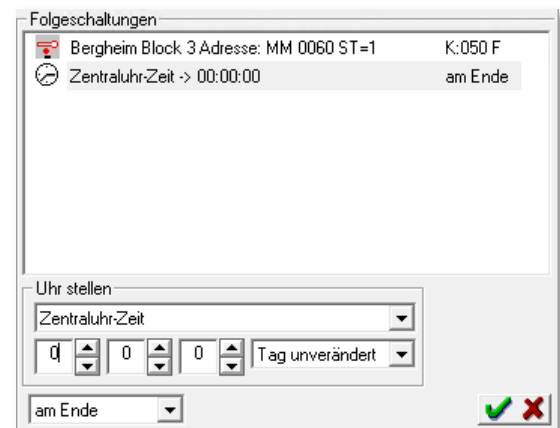 Folgeschaltungen
Bergheim Block 3 Adresse: MM 0060 ST=1 K:050 F
Zentraluhr-Zeit -> 00:00:00 am Ende
Uhr stellen
Zentraluhr-Zeit
0 0 0 Tag unverändert
am Ende